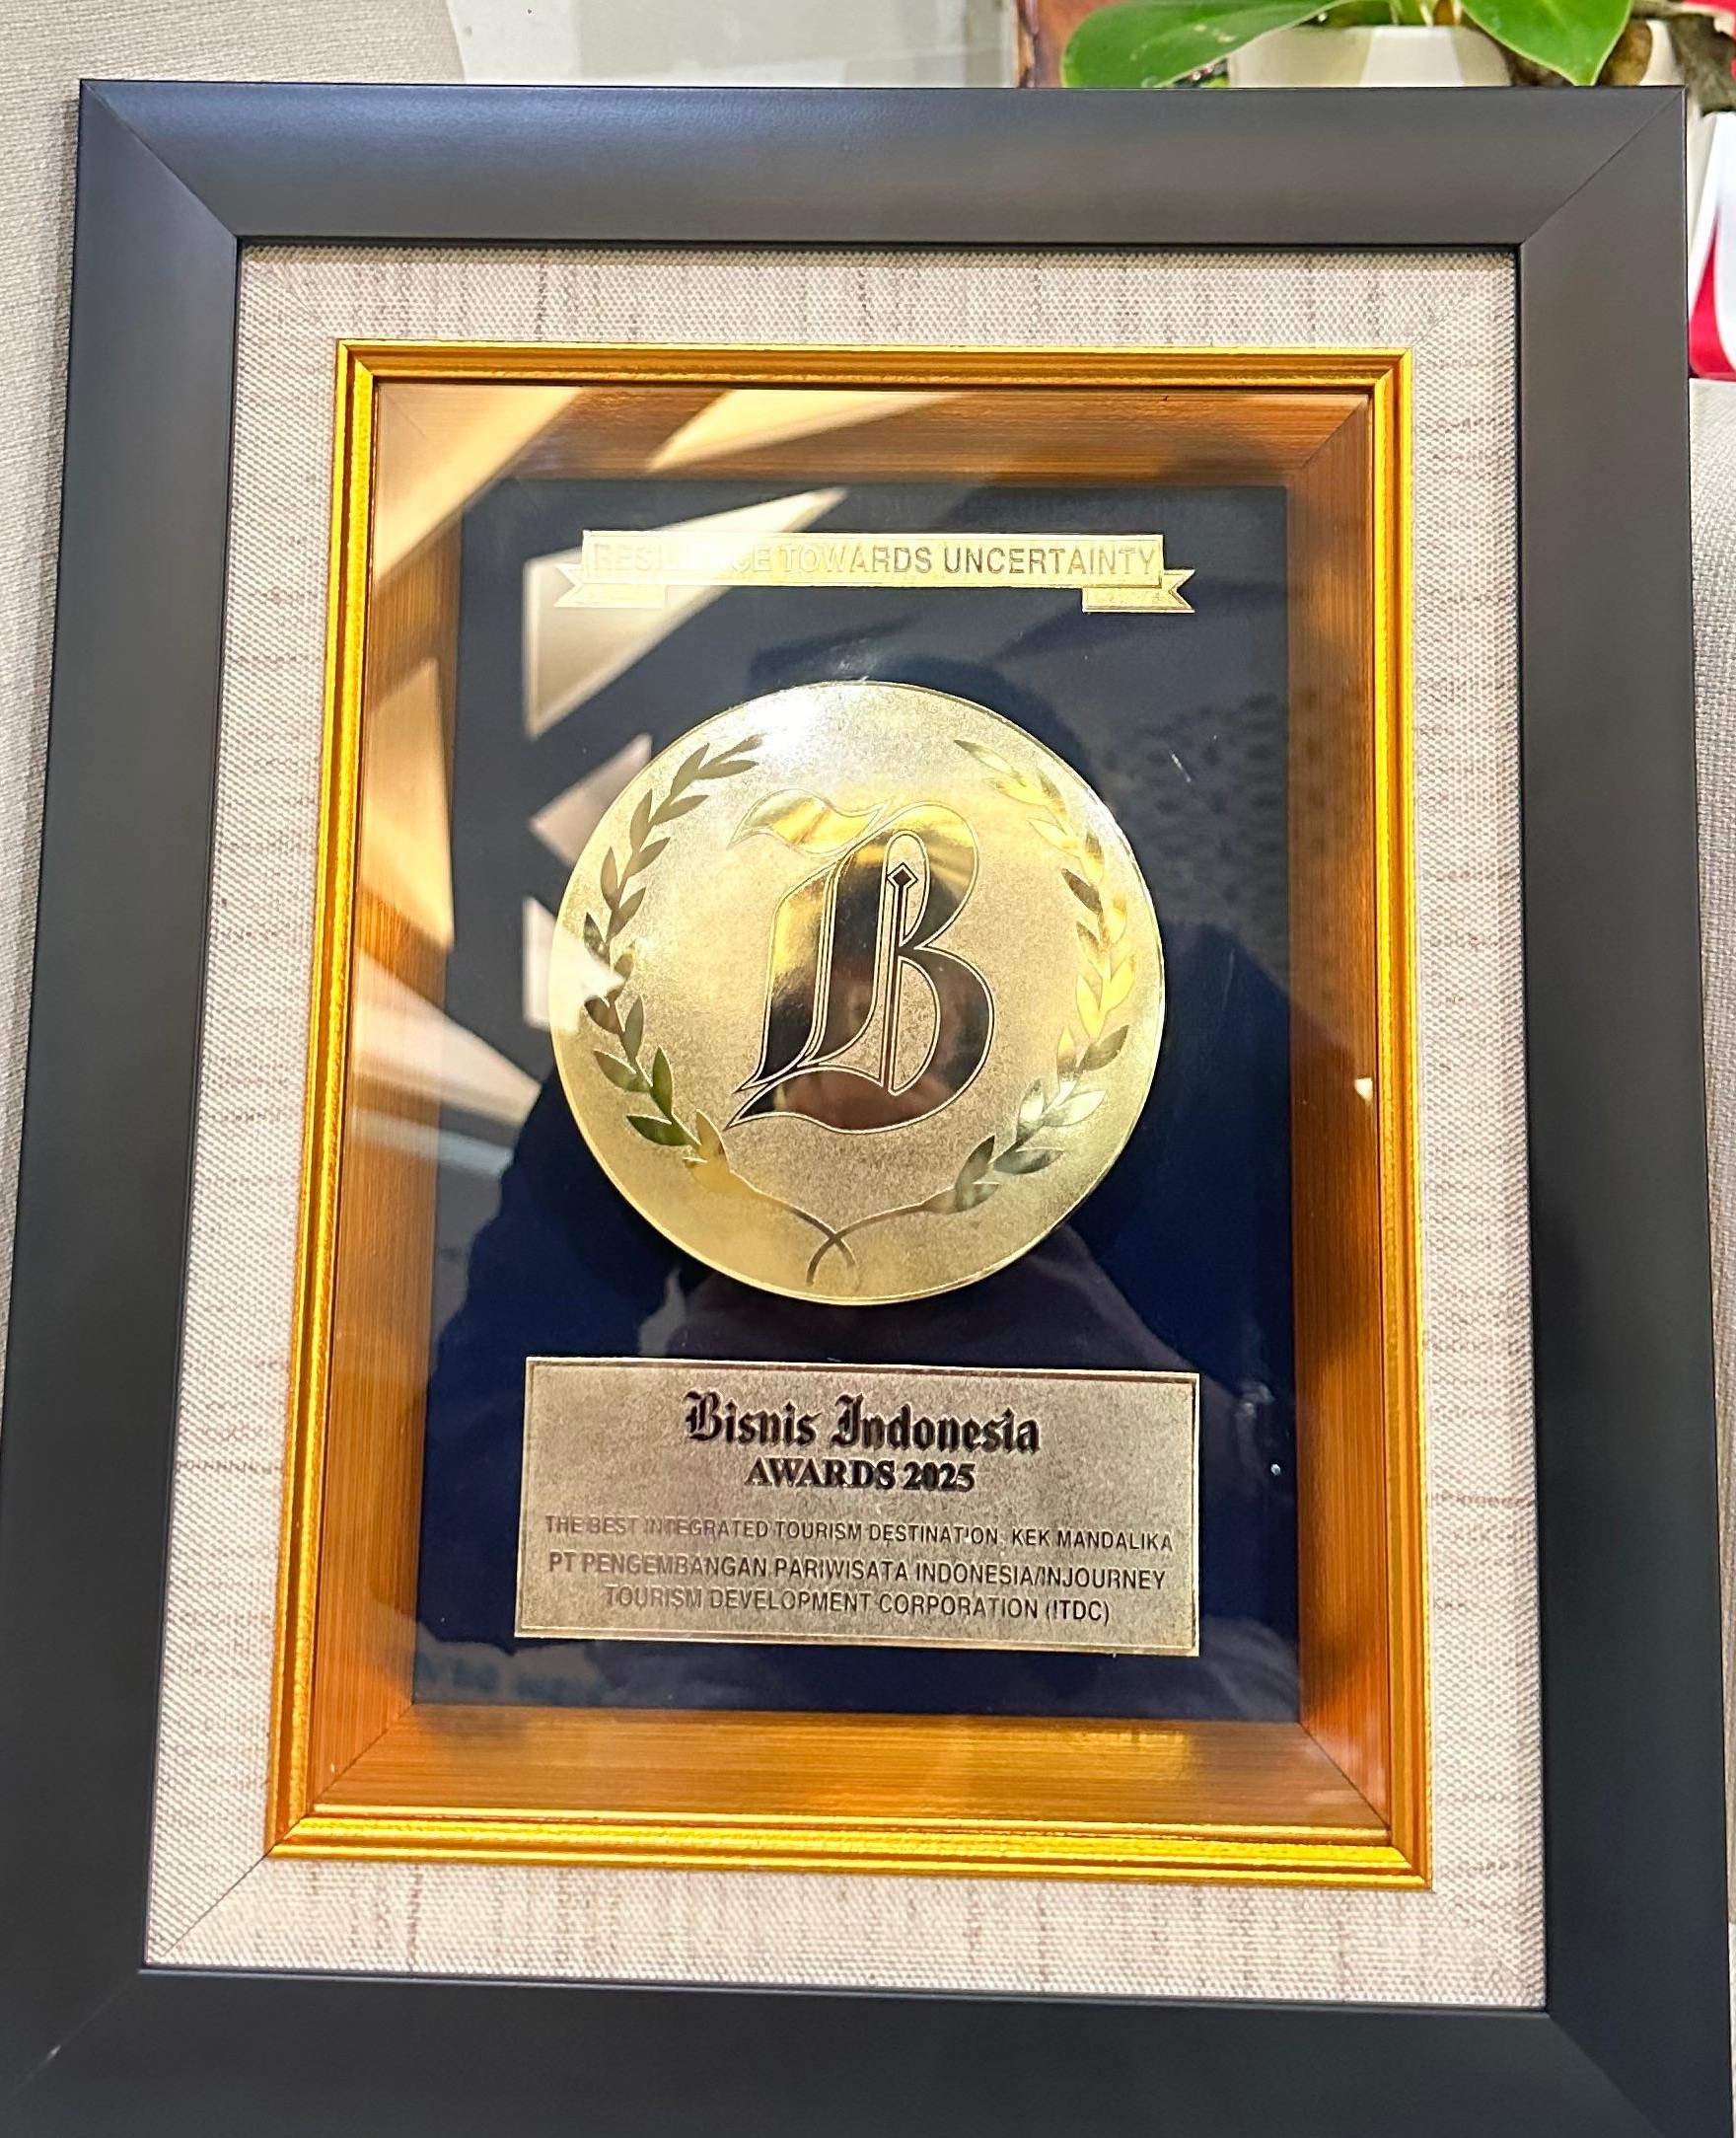 RESILIENCE TOWARDS UNCERTAINTY
B
Bisnis Indonesia
AWARDS 2025
THE BEST INTEGRATED TOURISM DESTINATION: KEK MANDALIKA
PT PENGEMBANGAN PARIWISATA INDONESIA/INJOURNEY
TOURISM DEVELOPMENT CORPORATION (ITDC)